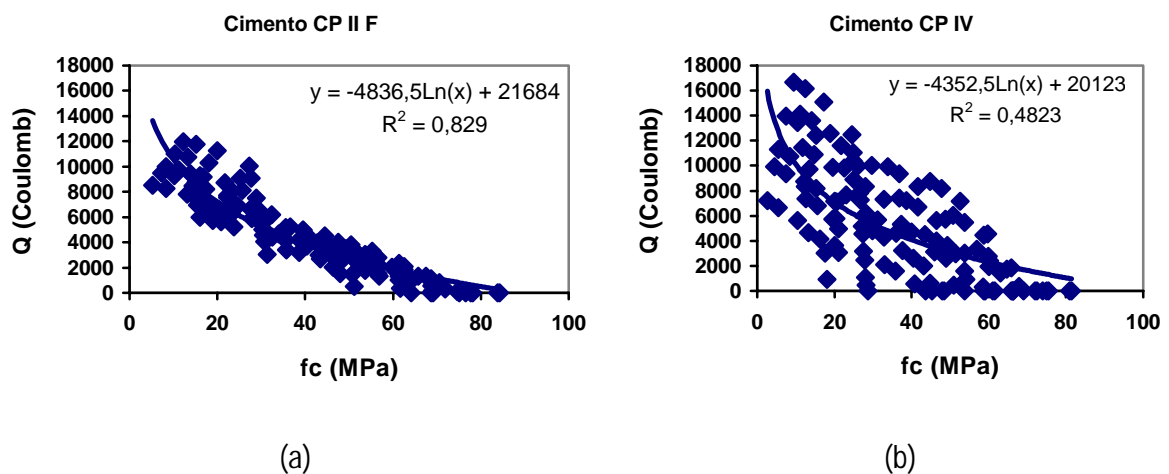 Cimento CP II F
18000
16000
14000
12000
10000
8000
6000
4000
2000
0
Q ((Coulomb)
y = -4836,5Ln(x) + 21684
R² = 0,829
0 20 40 60 80 100
fc (MPa)
(a)
Cimento CP IV
18000
16000
14000
12000
10000
8000
6000
4000
2000
0
Q (Coulomb)
y = -4352,5Ln(x) + 20123
R² = 0,4823
0 20 40 60 80 100
fc (MPa)
(b)